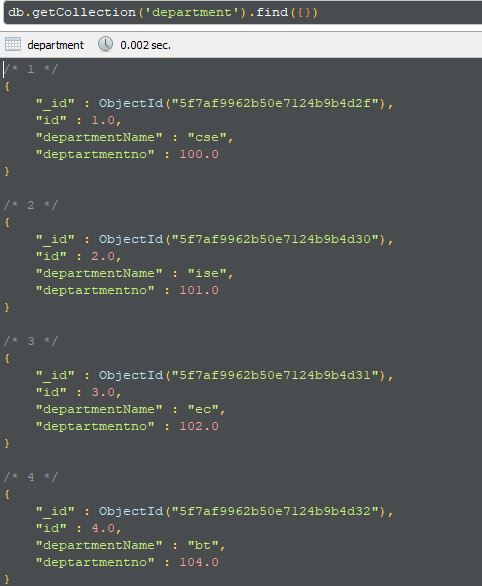 db.getCollection('department').find({})
department 0.002 sec.
/* 1 */
{
"_id" : ObjectId("5f7af9962b50e7124b9b4d2f"),
"id" : 1.0,
"departmentName" : "cse",
"deptartmentno" : 100.0
}
/* 2 */
{
"_id" : ObjectId("5f7af9962b50e7124b9b4d30"),
"id" : 2.0,
"departmentName" : "ise",
"deptartmentno" : 101.0
}
/* 3 */
{
"_id" : ObjectId("5f7af9962b50e7124b9b4d31"),
"id" : 3.0,
"departmentName" : "ec",
"deptartmentno" : 102.0
}
/* 4 */
{
"_id" : ObjectId("5f7af9962b50e7124b9b4d32"),
"id" : 4.0,
"departmentName" : "bt",
"deptartmentno" : 104.0
}